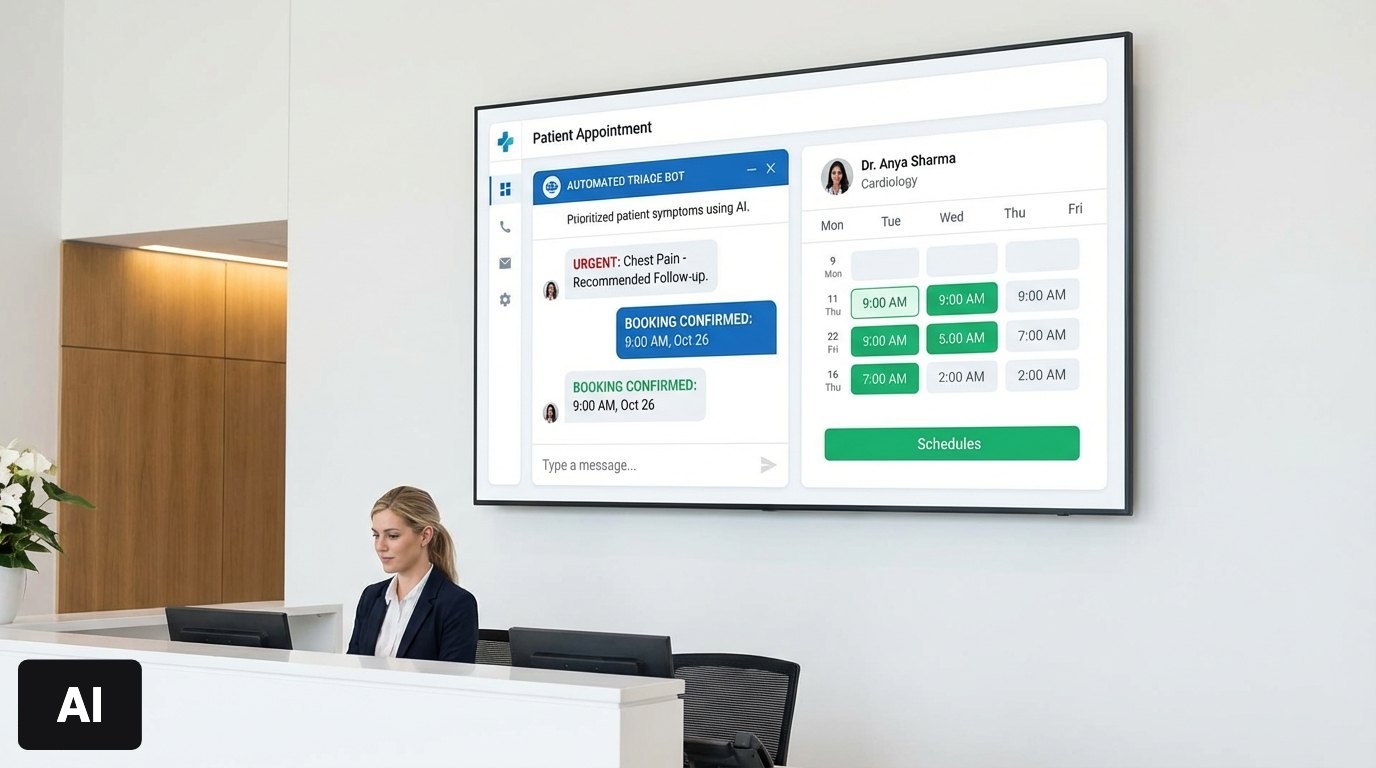 Patient Appointment
AUTOMATED TRIAGE BOT
Prioritized patient symptoms using AI.
URGENT: Chest Pain -
Recommended Follow-up.
BOOKING CONFIRMED:
9:00 AM, Oct 26
BOOKING CONFIRMED:
9:00 AM, Oct 26
Type a message...
Dr. Anya Sharma
Cardiology
Mon Tue Wed Thu Fri
9
Mon
11
Thu
9:00 AM 9:00 AM 9:00 AM
22
Fri
9:00 AM 5:00 AM 7:00 AM
16
Thu
7:00 AM 2:00 AM 2:00 AM
Schedules
AI